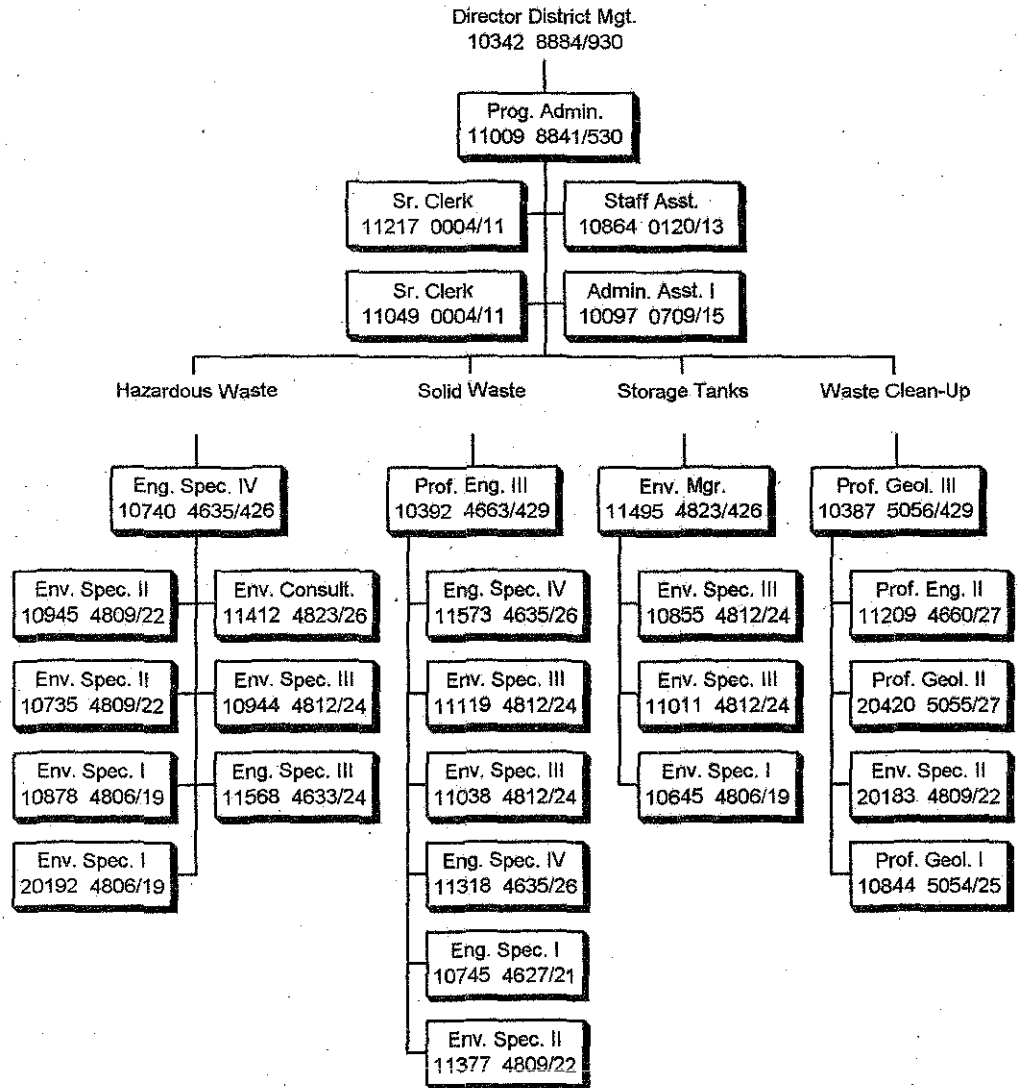 Director District Mgt.
10342 8884/930
Prog. Admin.
11009 8841/530
Sr. Clerk
11217 0004/11
Staff Asst.
10864 0120/13
Sr. Clerk
11049 0004/11
Admin. Asst. I
10097 0709/15
Hazardous Waste
Solid Waste
Storage Tanks
Waste Clean-Up
Eng. Spec. IV
10740 4635/426
Prof. Eng. III
10392 4663/429
Env. Mgr.
11495 4823/426
Prof. Geol. III
10387 5056/429
Env. Spec. II
10945 4809/22
Env. Consult.
11412 4823/26
Env. Spec. II
10735 4809/22
Env. Spec. III
10944 4812/24
Env. Spec. I
10878 4806/19
Eng. Spec. III
11568 4633/24
Env. Spec. I
20192 4806/19
Eng. Spec. IV
11573 4635/26
Env. Spec. III
11119 4812/24
Env. Spec. III
11038 4812/24
Eng. Spec. IV
11318 4635/26
Eng. Spec. I
10745 4627/21
Env. Spec. II
11377 4809/22
Env. Spec. III
10855 4812/24
Env. Spec. III
11011 4812/24
Env. Spec. I
10645 4806/19
Prof. Eng. II
11209 4660/27
Prof. Geol. II
20420 5055/27
Env. Spec. II
20183 4809/22
Prof. Geol. I
10844 5054/25